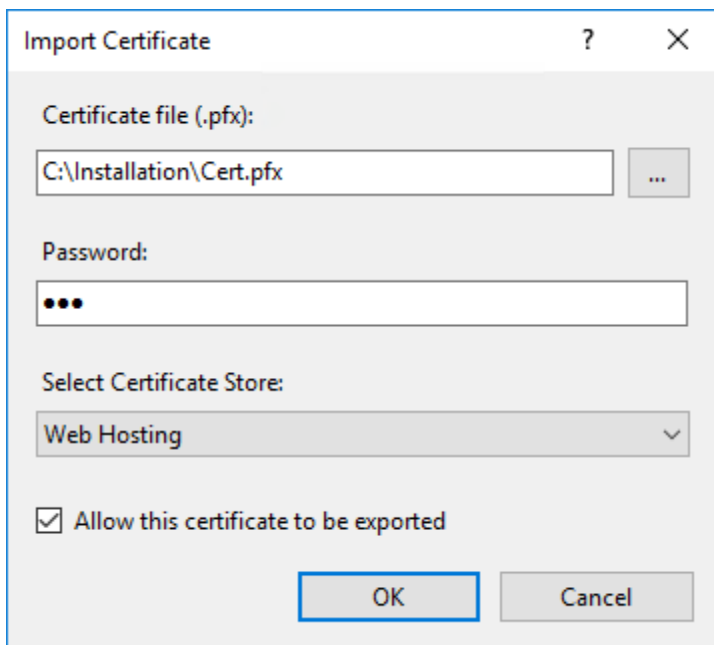 Import Certificate ?
Certificate file (.pfx):
C:\Installation\Cert.pfx ...
Password:
●●●
Select Certificate Store:
Web Hosting
Allow this certificate to be exported
OK Cancel